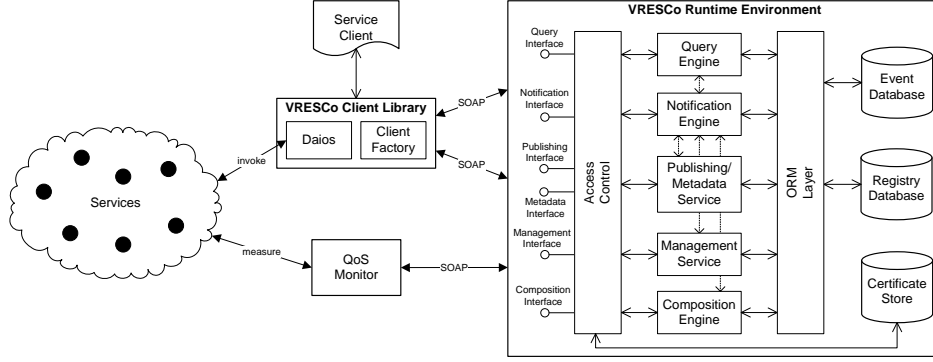 Service
Client
VRESCo Client Library
Daios
Client
Factory
SOAP
SOAP
invoke
Services
measure
QoS
Monitor
SOAP
VRESCo Runtime Environment
Query
Interface
Notification
Interface
Publishing
Interface
Metadata
Interface
Management
Interface
Composition
Interface
Access
Control
Query
Engine
Notification
Engine
Publishing/
Metadata
Service
Management
Service
Composition
Engine
ORM
Layer
Event
Database
Registry
Database
Certificate
Store